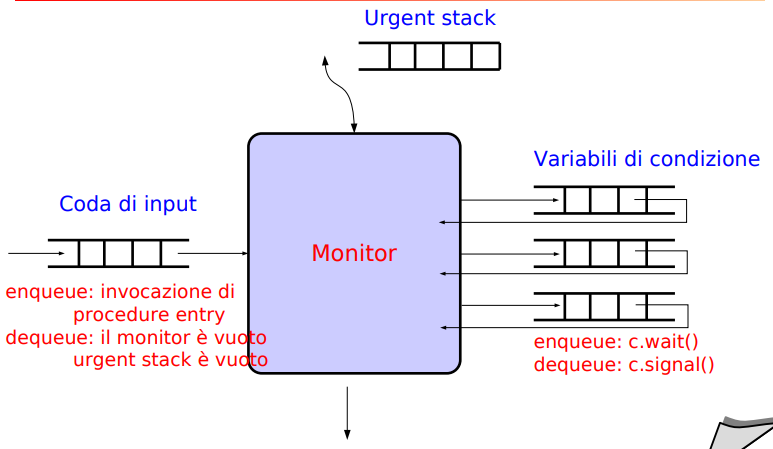 Urgent stack
Variabili di condizione
Coda di input
Monitor
enqueue: invocazione di
procedure entry
dequeue: il monitor è vuoto
urgent stack è vuoto
enqueue: c.wait()
dequeue: c.signal()